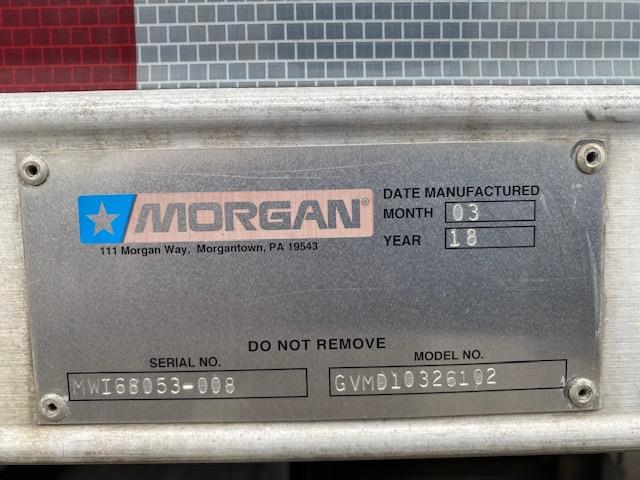 MORGAN®
111 Morgan Way, Morgantown, PA 19543
DATE MANUFACTURED
MONTH 03
YEAR 18
DO NOT REMOVE
SERIAL NO.
MWI68053-008
MODEL NO.
GVMD10326102